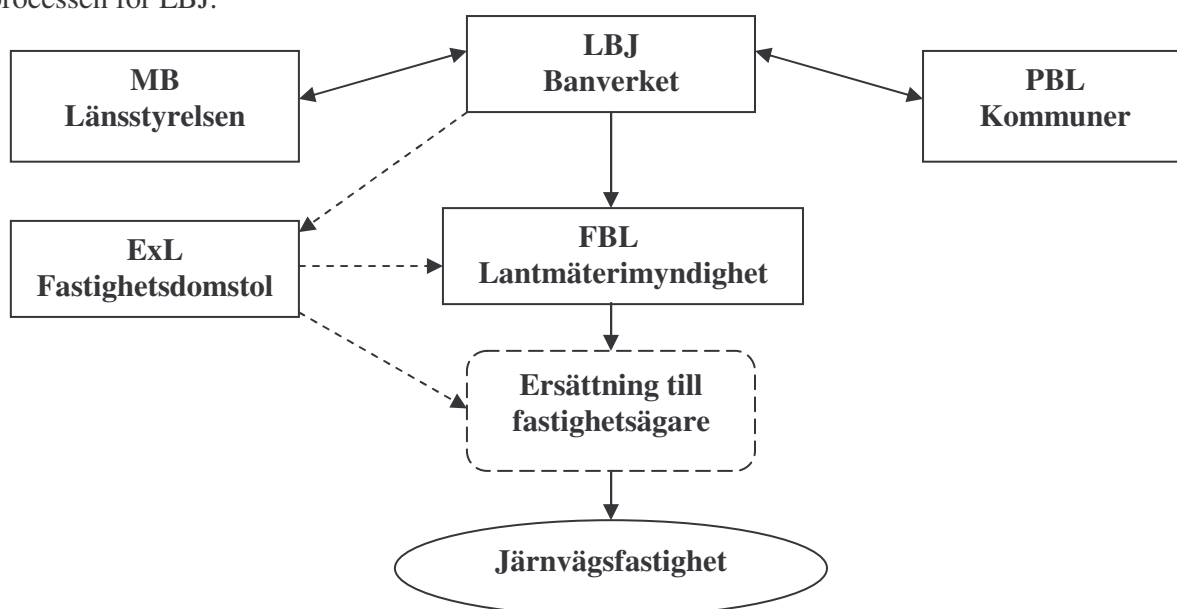 processen för LBJ.
LBJ
Banverket
MB
Länsstyrelsen
PBL
Kommuner
ExL
Fastighetsdomstol
FBL
Lantmäterimyndighet
Ersättning till
fastighetsägare
Järnvägsfastighet